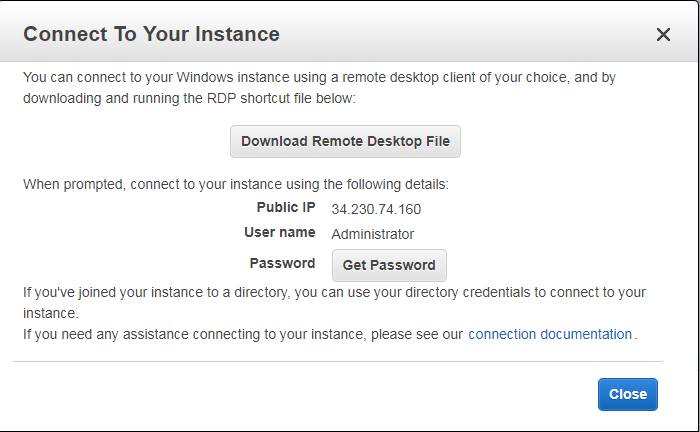 Connect To Your Instance
You can connect to your Windows instance using a remote desktop client of your choice, and by
downloading and running the RDP shortcut file below:
Download Remote Desktop File
When prompted, connect to your instance using the following details:
Public IP 34.230.74.160
User name Administrator
Password Get Password
If you've joined your instance to a directory, you can use your directory credentials to connect to your
instance.
If you need any assistance connecting to your instance, please see our connection documentation.
Close